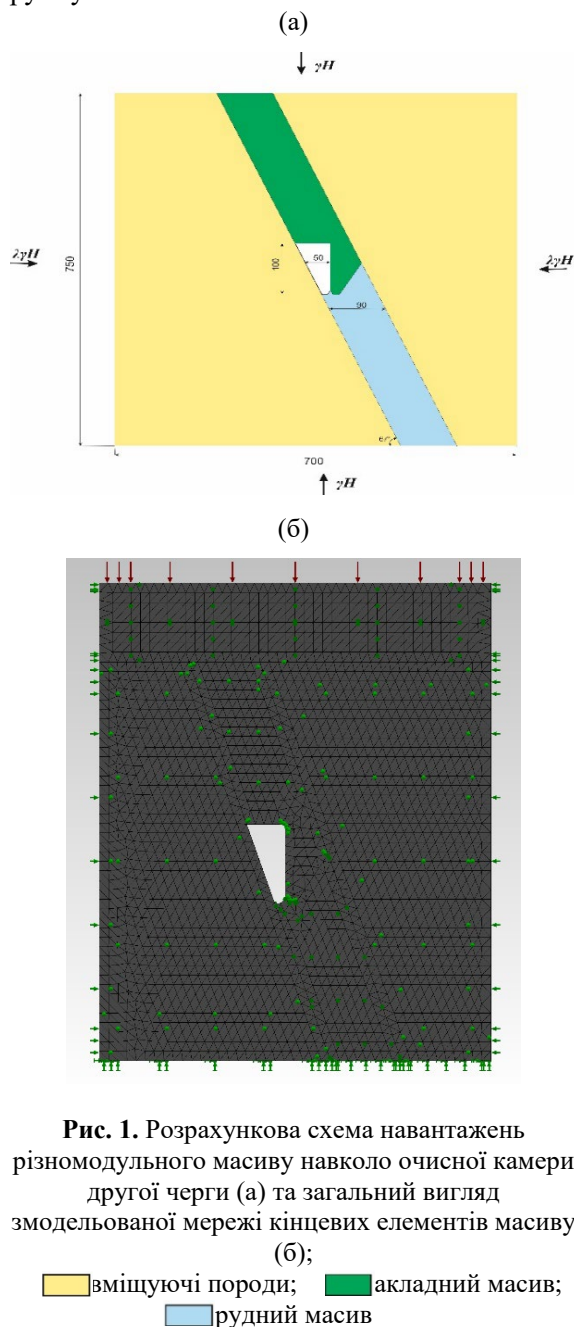 (а)
γH
λγH
λγH
750
100
50
90
67
700
γH
(б)
Рис. 1. Розрахункова схема навантажень
різномодульного масиву навколо очисної камери
другої черги (а) та загальний вигляд
змодельованої мережі кінцевих елементів масиву
(б);
вміщуючі породи; акладний масив;
рудний масив